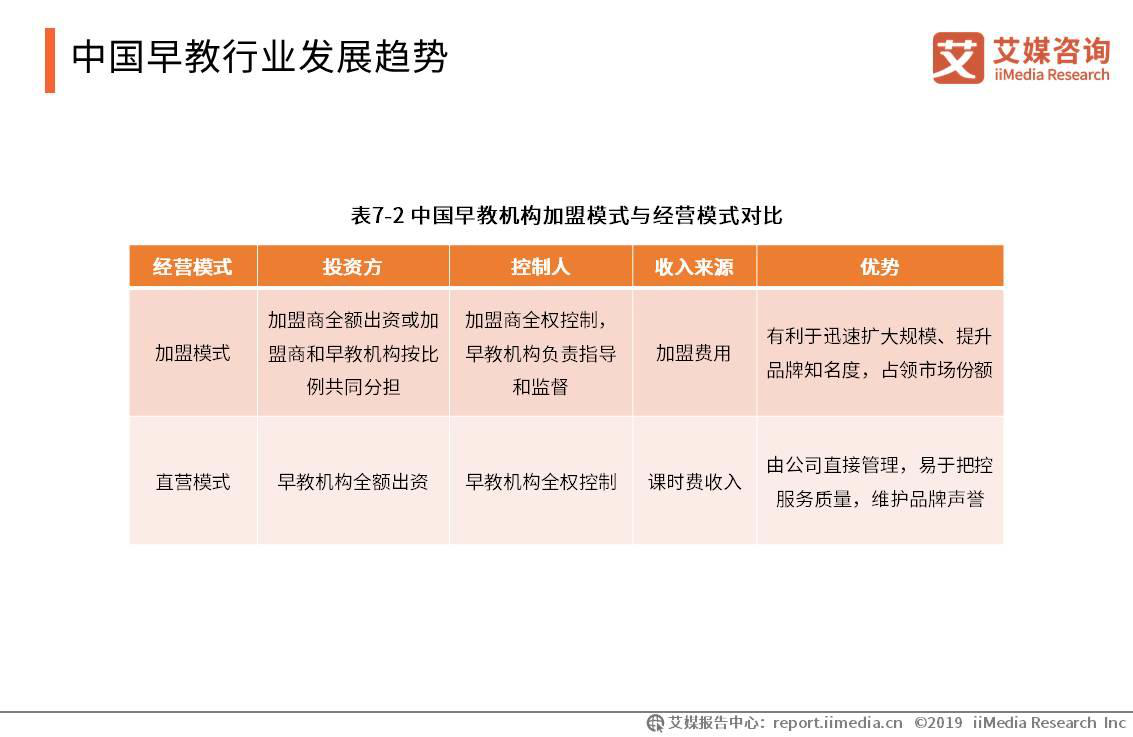 中国早教行业发展趋势
艾媒咨询
iiMedia Research
表7-2 中国早教机构加盟模式与经营模式对比
经营模式 投资方 控制人 收入来源 优势
加盟模式
加盟商全额出资或加
盟商和早教机构按比
例共同分担
加盟商全权控制，
早教机构负责指导
和监督
加盟费用
有利于迅速扩大规模、提升
品牌知名度，占领市场份额
直营模式
早教机构全额出资
早教机构全权控制
课时费收入
由公司直接管理，易于把控
服务质量，维护品牌声誉
艾媒报告中心：report.iimedia.cn ©2019 iiMedia Research Inc